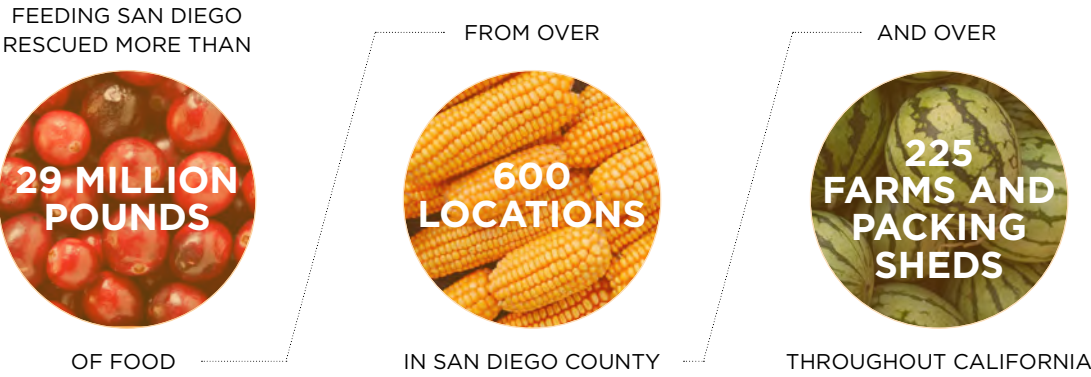 FEEDING SAN DIEGO
RESCUED MORE THAN
29 MILLION
POUNDS
OF FOOD
FROM OVER
600
LOCATIONS
IN SAN DIEGO COUNTY
AND OVER
225
FARMS AND
PACKING
SHEDS
THROUGHOUT CALIFORNIA